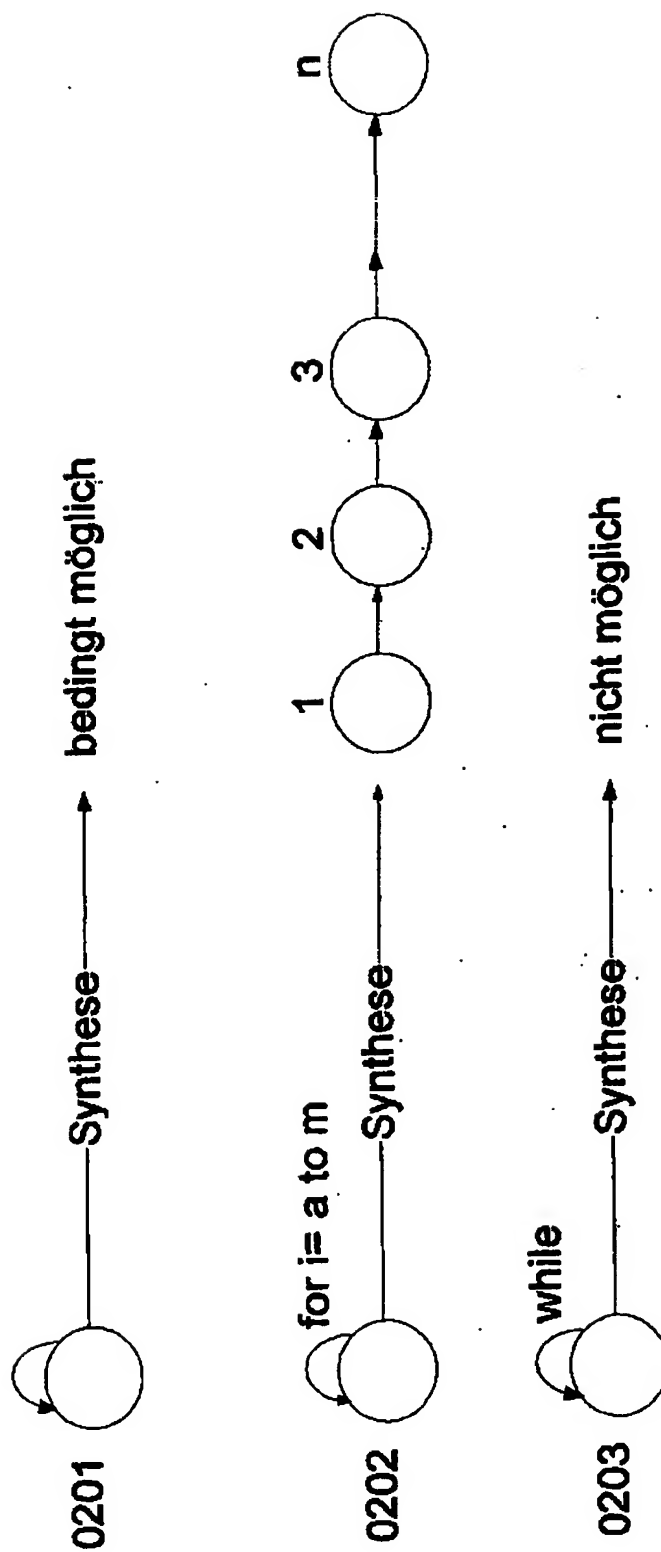 0201 Synthese bedingt möglich
for i= a to m 1 2 3 n
0202 Synthese
while
0203 Synthese nicht möglich